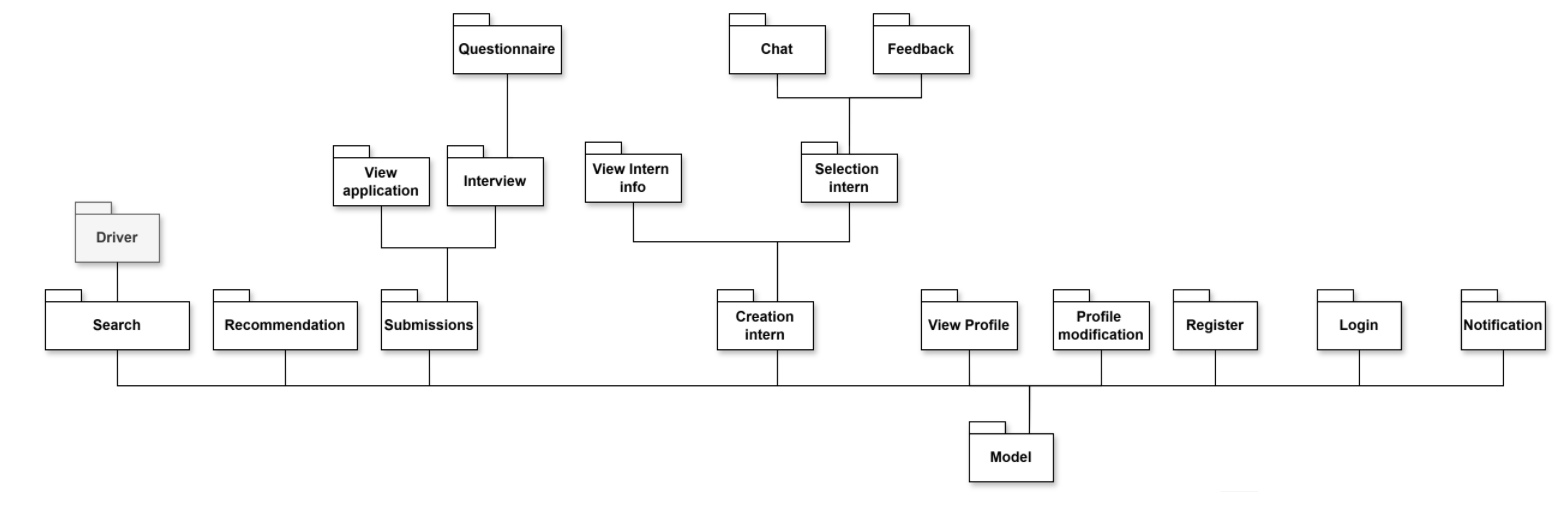 Questionnaire
Chat
Feedback
View
application
Interview
View Intern
info
Selection
intern
Driver
Search
Recommendation
Submissions
Creation
intern
View Profile
Profile
modification
Register
Login
Notification
Model